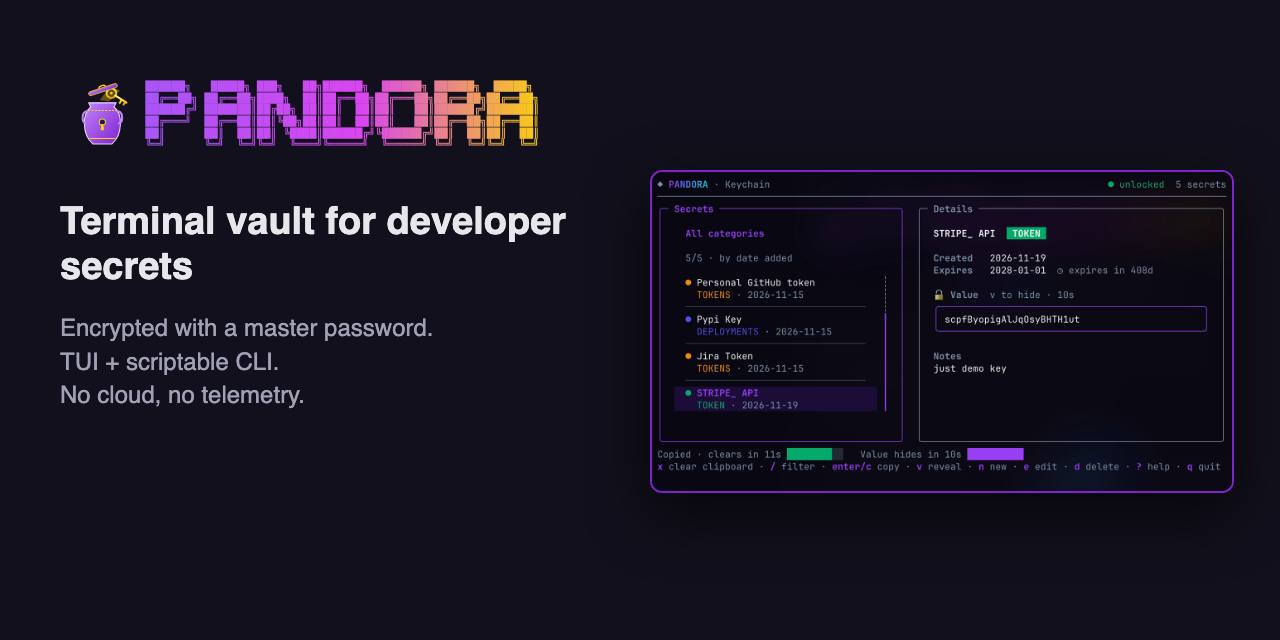 PANDORA
Terminal vault for developer
secrets
Encrypted with a master password.
TUI + scriptable CLI.
No cloud, no telemetry.
◆ PANDORA · Keychain
● unlocked 5 secrets
Secrets
All categories
5/5 · by date added
● Personal GitHub token
TOKENS · 2026-11-15
● Pypi Key
DEPLOYMENTS · 2026-11-15
● Jira Token
TOKENS · 2026-11-15
● STRIPE_ API
TOKEN · 2026-11-19
Details
STRIPE_ API TOKEN
Created 2026-11-19
Expires 2028-01-01 ◷ expires in 408d
🔒 Value v to hide · 10s
scpfByopigAlJqOsyBHTH1ut
Notes
just demo key
Copied · clears in 11s Value hides in 10s
x clear clipboard · / filter · enter/c copy · v reveal · n new · e edit · d delete · ? help · q quit